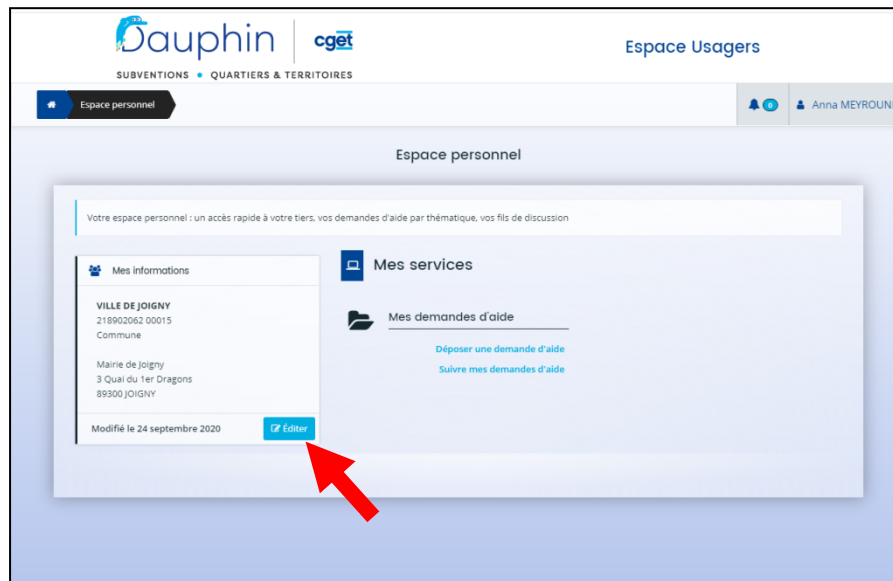 Dauphin cget
SUBVENTIONS • QUARTIERS & TERRITOIRES
Espace Usagers
Espace personnel
0
Anna MEYROUN
Espace personnel
Votre espace personnel : un accès rapide à votre tiers, vos demandes d'aide par thématique, vos fils de discussion
Mes informations
VILLE DE JOIGNY
218902062 00015
Commune
Mairie de Joigny
3 Quai du 1er Dragons
89300 JOIGNY
Modifié le 24 septembre 2020
Éditer
Mes services
Mes demandes d'aide
Déposer une demande d'aide
Suivre mes demandes d'aide